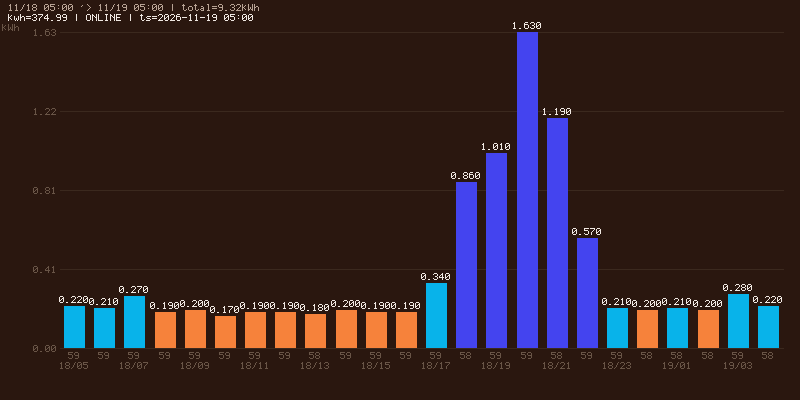 11/18 05:00 -> 11/19 05:00 | total=9.32KWh
Kwh=374.99 | ONLINE | ts=2026-11-19 05:00
KWh
1.63
1.22
0.81
0.41
0.00
0.220 0.210 0.270 0.190 0.200 0.170 0.190 0.190 0.180 0.200 0.190 0.190 0.340 0.860 1.010 1.630 1.190 0.570 0.210 0.200 0.210 0.200 0.280 0.220
59 59 59 59 59 59 59 59 59 59 59 59 59 58 59 59 58 59 59 58 58 58 59 58
18/05 18/07 18/09 18/11 18/13 18/15 18/17 18/19 18/21 18/23 19/01 19/03